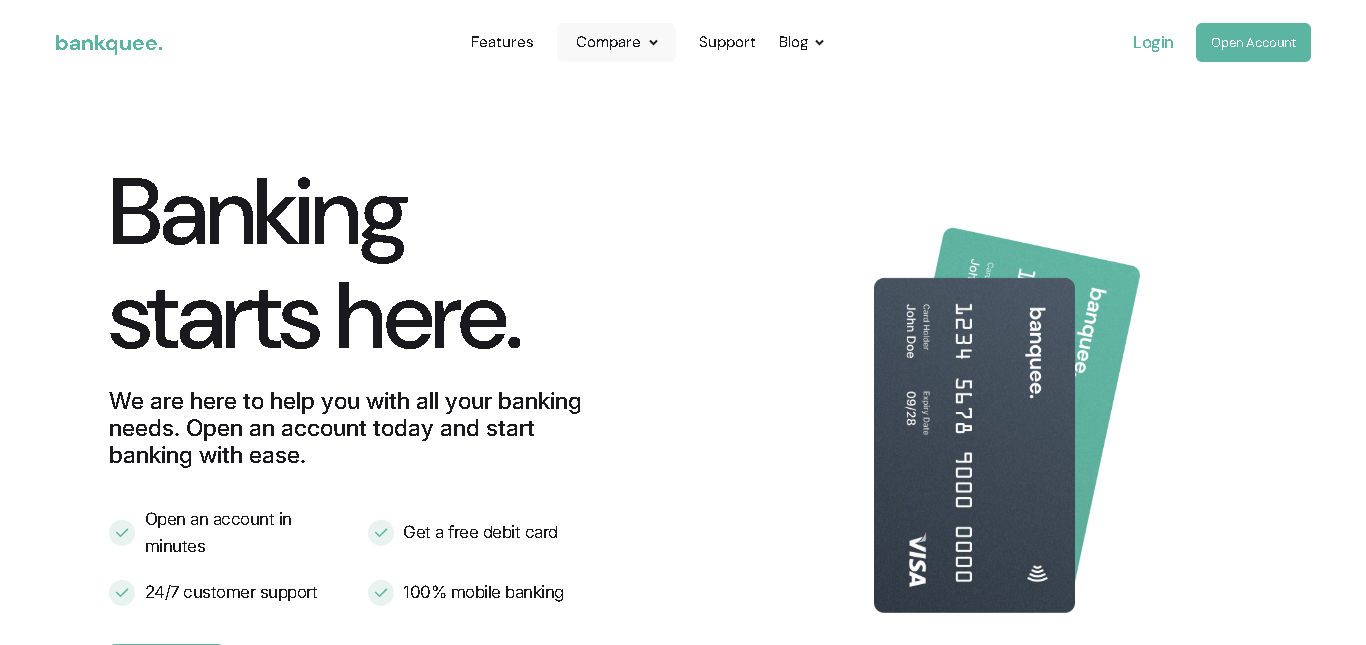 bankquee.
Features
Compare
Support
Blog
Login
Open Account
Banking
starts here.
We are here to help you with all your banking
needs. Open an account today and start
banking with ease.
Open an account in
minutes
Get a free debit card
24/7 customer support
100% mobile banking
banquee.
1234 5678 9000 0000
Card Holder
John Doe
Expiry Date
09/28
VISA
banquee.